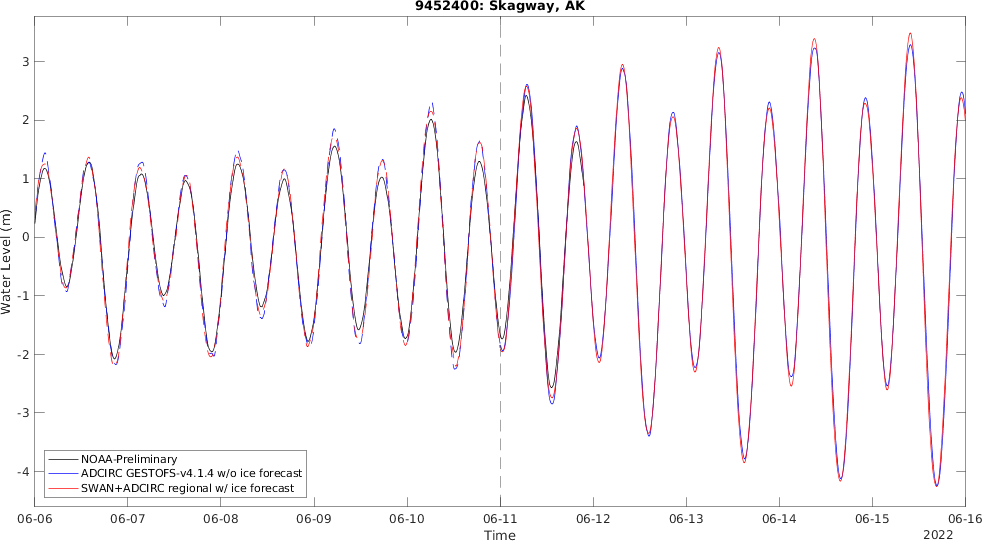 9452400: Skagway, AK
3
2
1
0
-1
-2
-3
-4
Water Level (m)
NOAA-Preliminary
ADCIRC GESTOFS-v4.1.4 w/o ice forecast
SWAN+ADCIRC regional w/ ice forecast
06-06 06-07 06-08 06-09 06-10 06-11 06-12 06-13 06-14 06-15 06-16
Time
2022